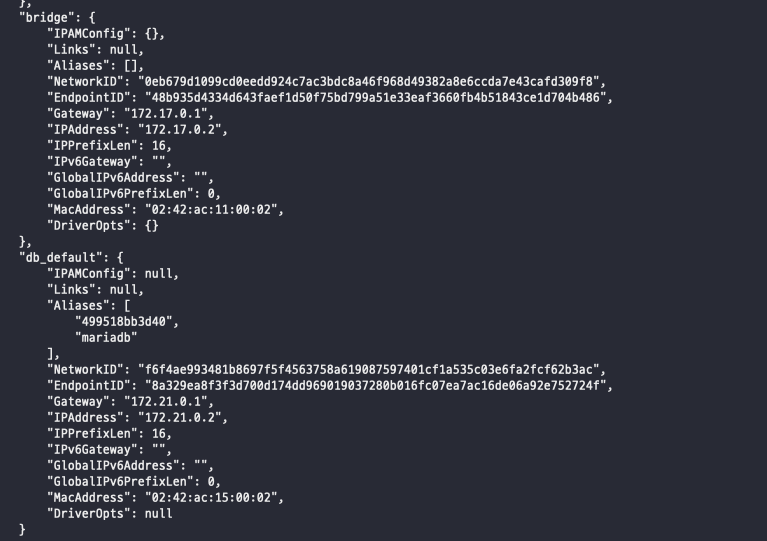 },
"bridge": {
    "IPAMConfig": {},
    "Links": null,
    "Aliases": [],
    "NetworkID": "0eb679d1099cd0eedd924c7ac3bdc8a46f968d49382a8e6ccda7e43cafd309f8",
    "EndpointID": "48b935d4334d643faef1d50f75bd799a51e33eaf3660fb4b51843ce1d704b486",
    "Gateway": "172.17.0.1",
    "IPAddress": "172.17.0.2",
    "IPPrefixLen": 16,
    "IPv6Gateway": "",
    "GlobalIPv6Address": "",
    "GlobalIPv6PrefixLen": 0,
    "MacAddress": "02:42:ac:11:00:02",
    "DriverOpts": {}
},
"db_default": {
    "IPAMConfig": null,
    "Links": null,
    "Aliases": [
        "499518bb3d40",
        "mariadb"
    ],
    "NetworkID": "f6f4ae993481b8697f5f4563758a619087597401cf1a535c03e6fa2fcf62b3ac",
    "EndpointID": "8a329ea8f3f3d700d174dd969019037280b016fc07ea7ac16de06a92e752724f",
    "Gateway": "172.21.0.1",
    "IPAddress": "172.21.0.2",
    "IPPrefixLen": 16,
    "IPv6Gateway": "",
    "GlobalIPv6Address": "",
    "GlobalIPv6PrefixLen": 0,
    "MacAddress": "02:42:ac:15:00:02",
    "DriverOpts": null
}